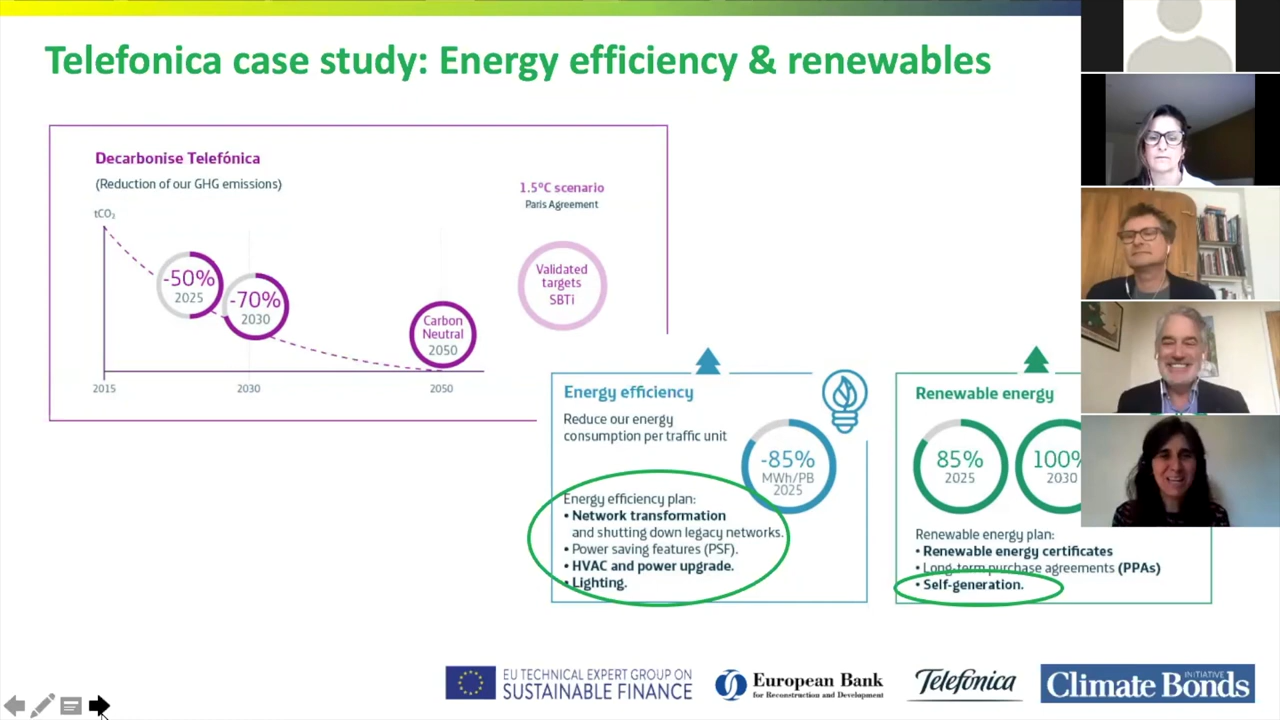 Telefonica case study: Energy efficiency & renewables
Decarbonise Telefónica
(Reduction of our GHG emissions)
tCO₂
-50%
2025
-70%
2030
Carbon
Neutral
2050
2015
2030
2050
1.5ºC scenario
Paris Agreement
Validated
targets
SBTi
Energy efficiency
Reduce our energy
consumption per traffic unit
-85%
MWh/PB
2025
Energy efficiency plan:
• Network transformation
and shutting down legacy networks.
• Power saving features (PSF).
• HVAC and power upgrade.
• Lighting.
Renewable energy
85%
2025
100%
2030
Renewable energy plan:
• Renewable energy certificates
• Long-term purchase agreements (PPAs)
• Self-generation.
EU TECHNICAL EXPERT GROUP ON
SUSTAINABLE FINANCE
European Bank
for Reconstruction and Development
Telefónica
Climate Bonds
INITIATIVE